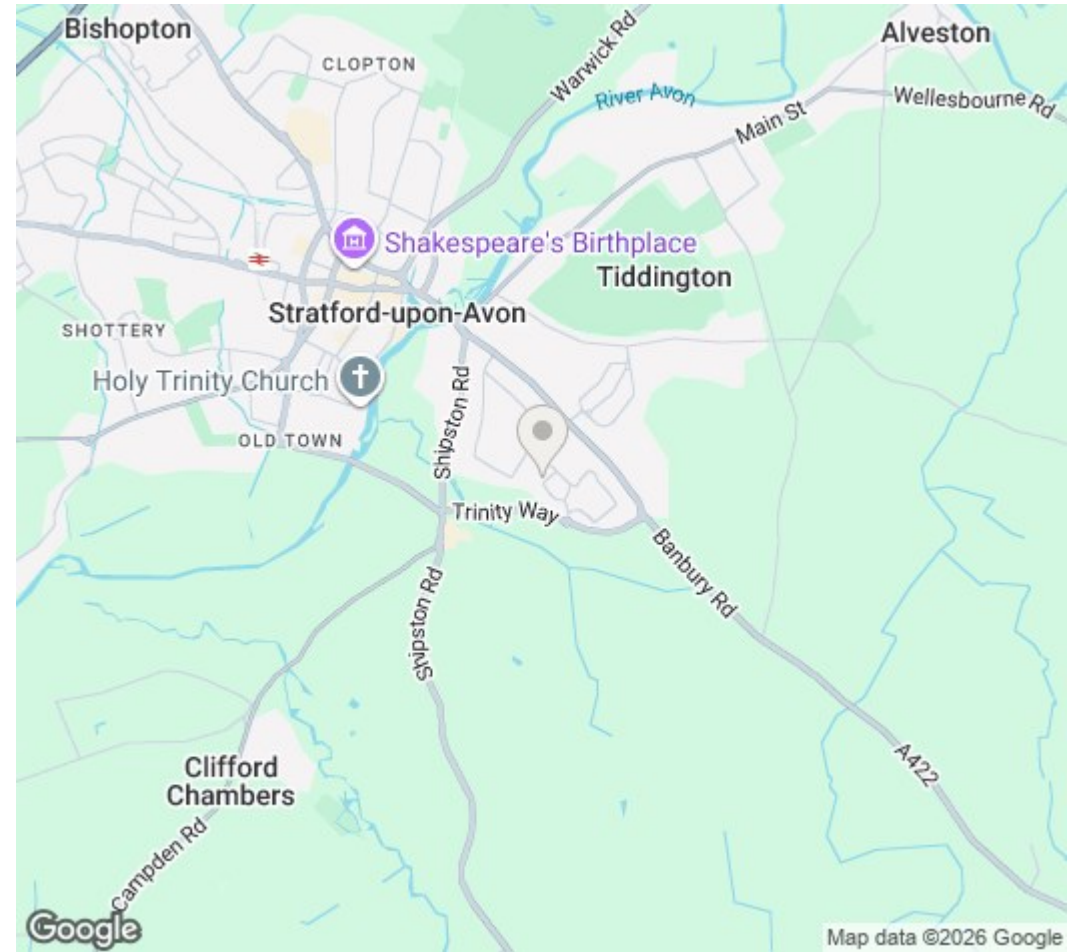 Bishopton
CLOPTON
Warwick Rd
Alveston
River Avon
Wellesbourne Rd
Main St
Shakespeare's Birthplace
Tiddington
Stratford-upon-Avon
SHOTTERY
Holy Trinity Church
Shipston Rd
OLD TOWN
Trinity Way
Banbury Rd
Shipston Rd
A422
Clifford
Chambers
Campden Rd
Google
Map data ©2026 Google